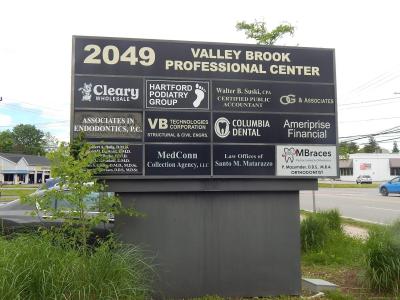 2049
VALLEY BROOK
PROFESSIONAL CENTER
Cleary
WHOLESALE
HARTFORD
PODIATRY
GROUP
Walter B. Suski, CPA
CERTIFIED PUBLIC
ACCOUNTANT
& ASSOCIATES
ASSOCIATES IN
ENDODONTICS, P.C.
VB TECHNOLOGIES
CORPORATION
STRUCTURAL & CIVIL ENGRS.
COLUMBIA
DENTAL
Ameriprise
Financial
MedConn
Collection Agency, LLC
Law Offices of
Santo M. Matarazzo
MBraces
ORTHODONTIST